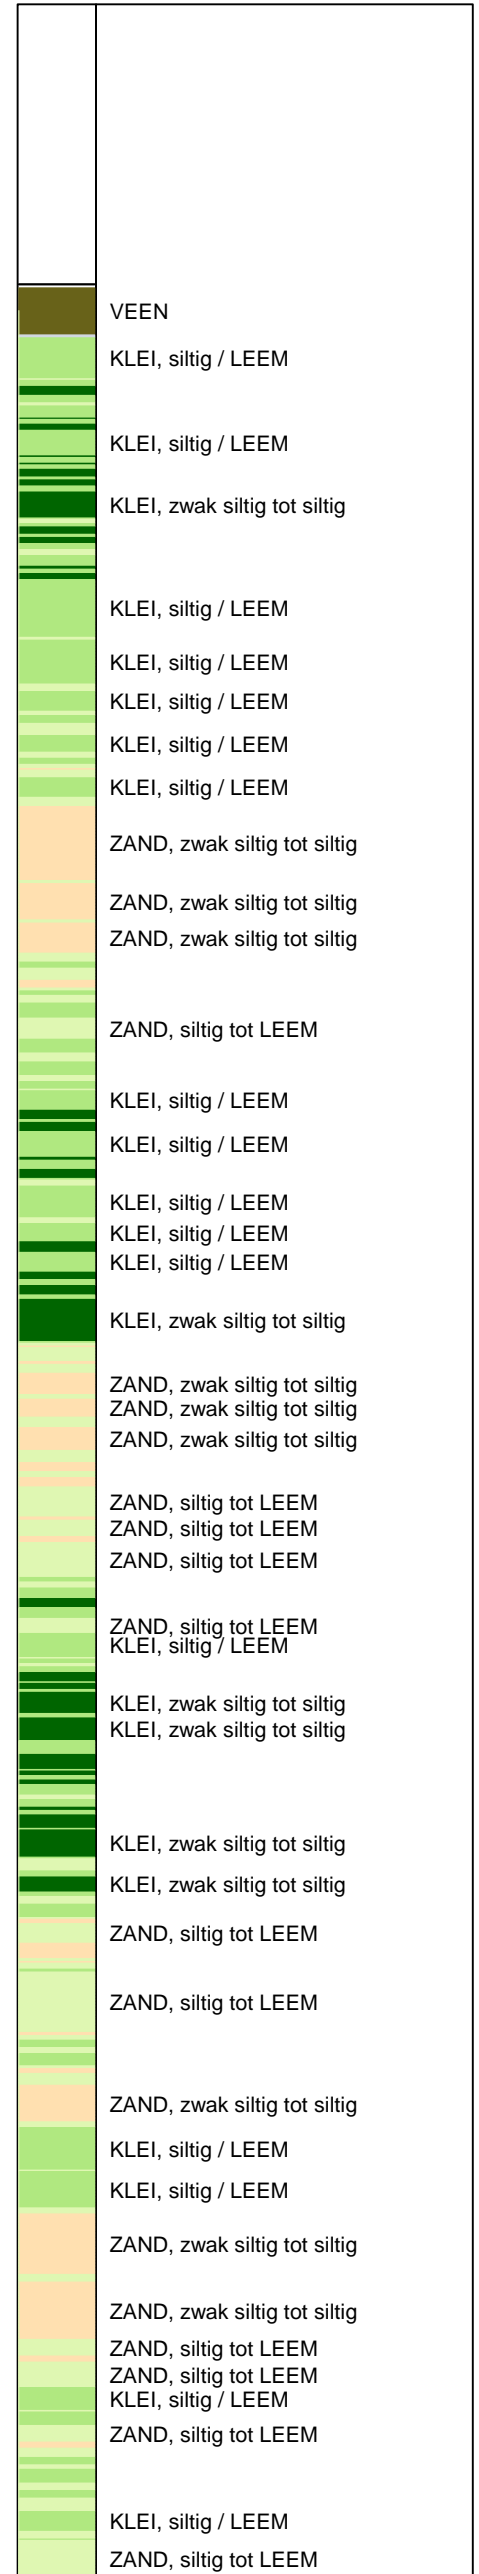 VEEN
KLEI, siltig / LEEM
KLEI, siltig / LEEM
KLEI, zwak siltig tot siltig
KLEI, siltig / LEEM
KLEI, siltig / LEEM
KLEI, siltig / LEEM
KLEI, siltig / LEEM
KLEI, siltig / LEEM
ZAND, zwak siltig tot siltig
ZAND, zwak siltig tot siltig
ZAND, zwak siltig tot siltig
ZAND, siltig tot LEEM
KLEI, siltig / LEEM
KLEI, siltig / LEEM
KLEI, siltig / LEEM
KLEI, siltig / LEEM
KLEI, siltig / LEEM
KLEI, zwak siltig tot siltig
ZAND, zwak siltig tot siltig
ZAND, zwak siltig tot siltig
ZAND, zwak siltig tot siltig
ZAND, siltig tot LEEM
ZAND, siltig tot LEEM
ZAND, siltig tot LEEM
ZAND, siltig tot LEEM
KLEI, siltig / LEEM
KLEI, zwak siltig tot siltig
KLEI, zwak siltig tot siltig
KLEI, zwak siltig tot siltig
KLEI, zwak siltig tot siltig
ZAND, siltig tot LEEM
ZAND, siltig tot LEEM
ZAND, zwak siltig tot siltig
KLEI, siltig / LEEM
KLEI, siltig / LEEM
ZAND, zwak siltig tot siltig
ZAND, zwak siltig tot siltig
ZAND, siltig tot LEEM
ZAND, siltig tot LEEM
KLEI, siltig / LEEM
ZAND, siltig tot LEEM
KLEI, siltig / LEEM
ZAND, siltig tot LEEM